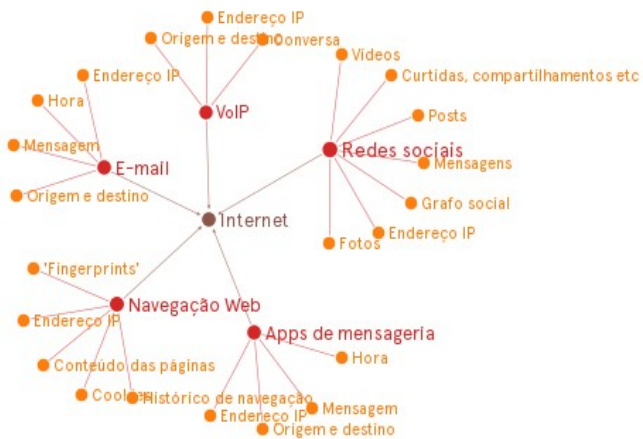 Endereço IP
Origem e destino
Conversa
VoIP
Vídeos
Curtidas, compartilhamentos etc
Posts
Redes sociais
Mensagens
Grafo social
Endereço IP
Fotos
Endereço IP
Hora
Mensagem
E-mail
Origem e destino
Internet
'Fingerprints'
Navegação Web
Endereço IP
Conteúdo das páginas
Cookies
Histórico de navegação
Apps de mensageria
Hora
Mensagem
Endereço IP
Origem e destino